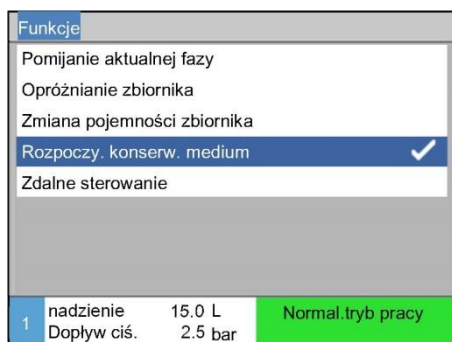 Funkcje
Pomijanie aktualnej fazy
Opróżnianie zbiornika
Zmiana pojemności zbiornika
Rozpoczy. konserw. medium
Zdalne sterowanie
1
nadzienie 15.0 L
Dopływ ciś. 2.5 bar
Normal.tryb pracy